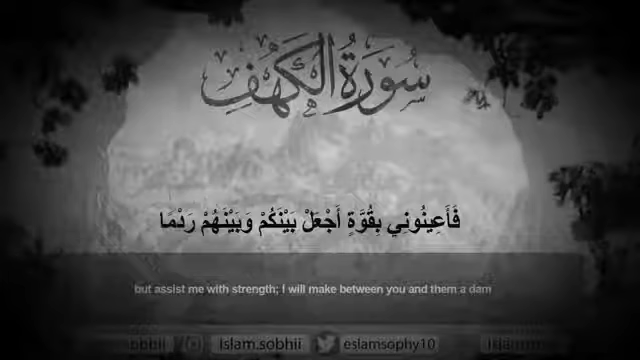 سُورَةُ الكَهْفِ
فَأَعِينُونِي بِقُوَّةٍ أَجْعَلْ بَيْنَكُمْ وَبَيْنَهُمْ رَدْمًا
but assist me with strength; I will make between you and them a dam
bbhii Islam.sobhii eslamsophy10